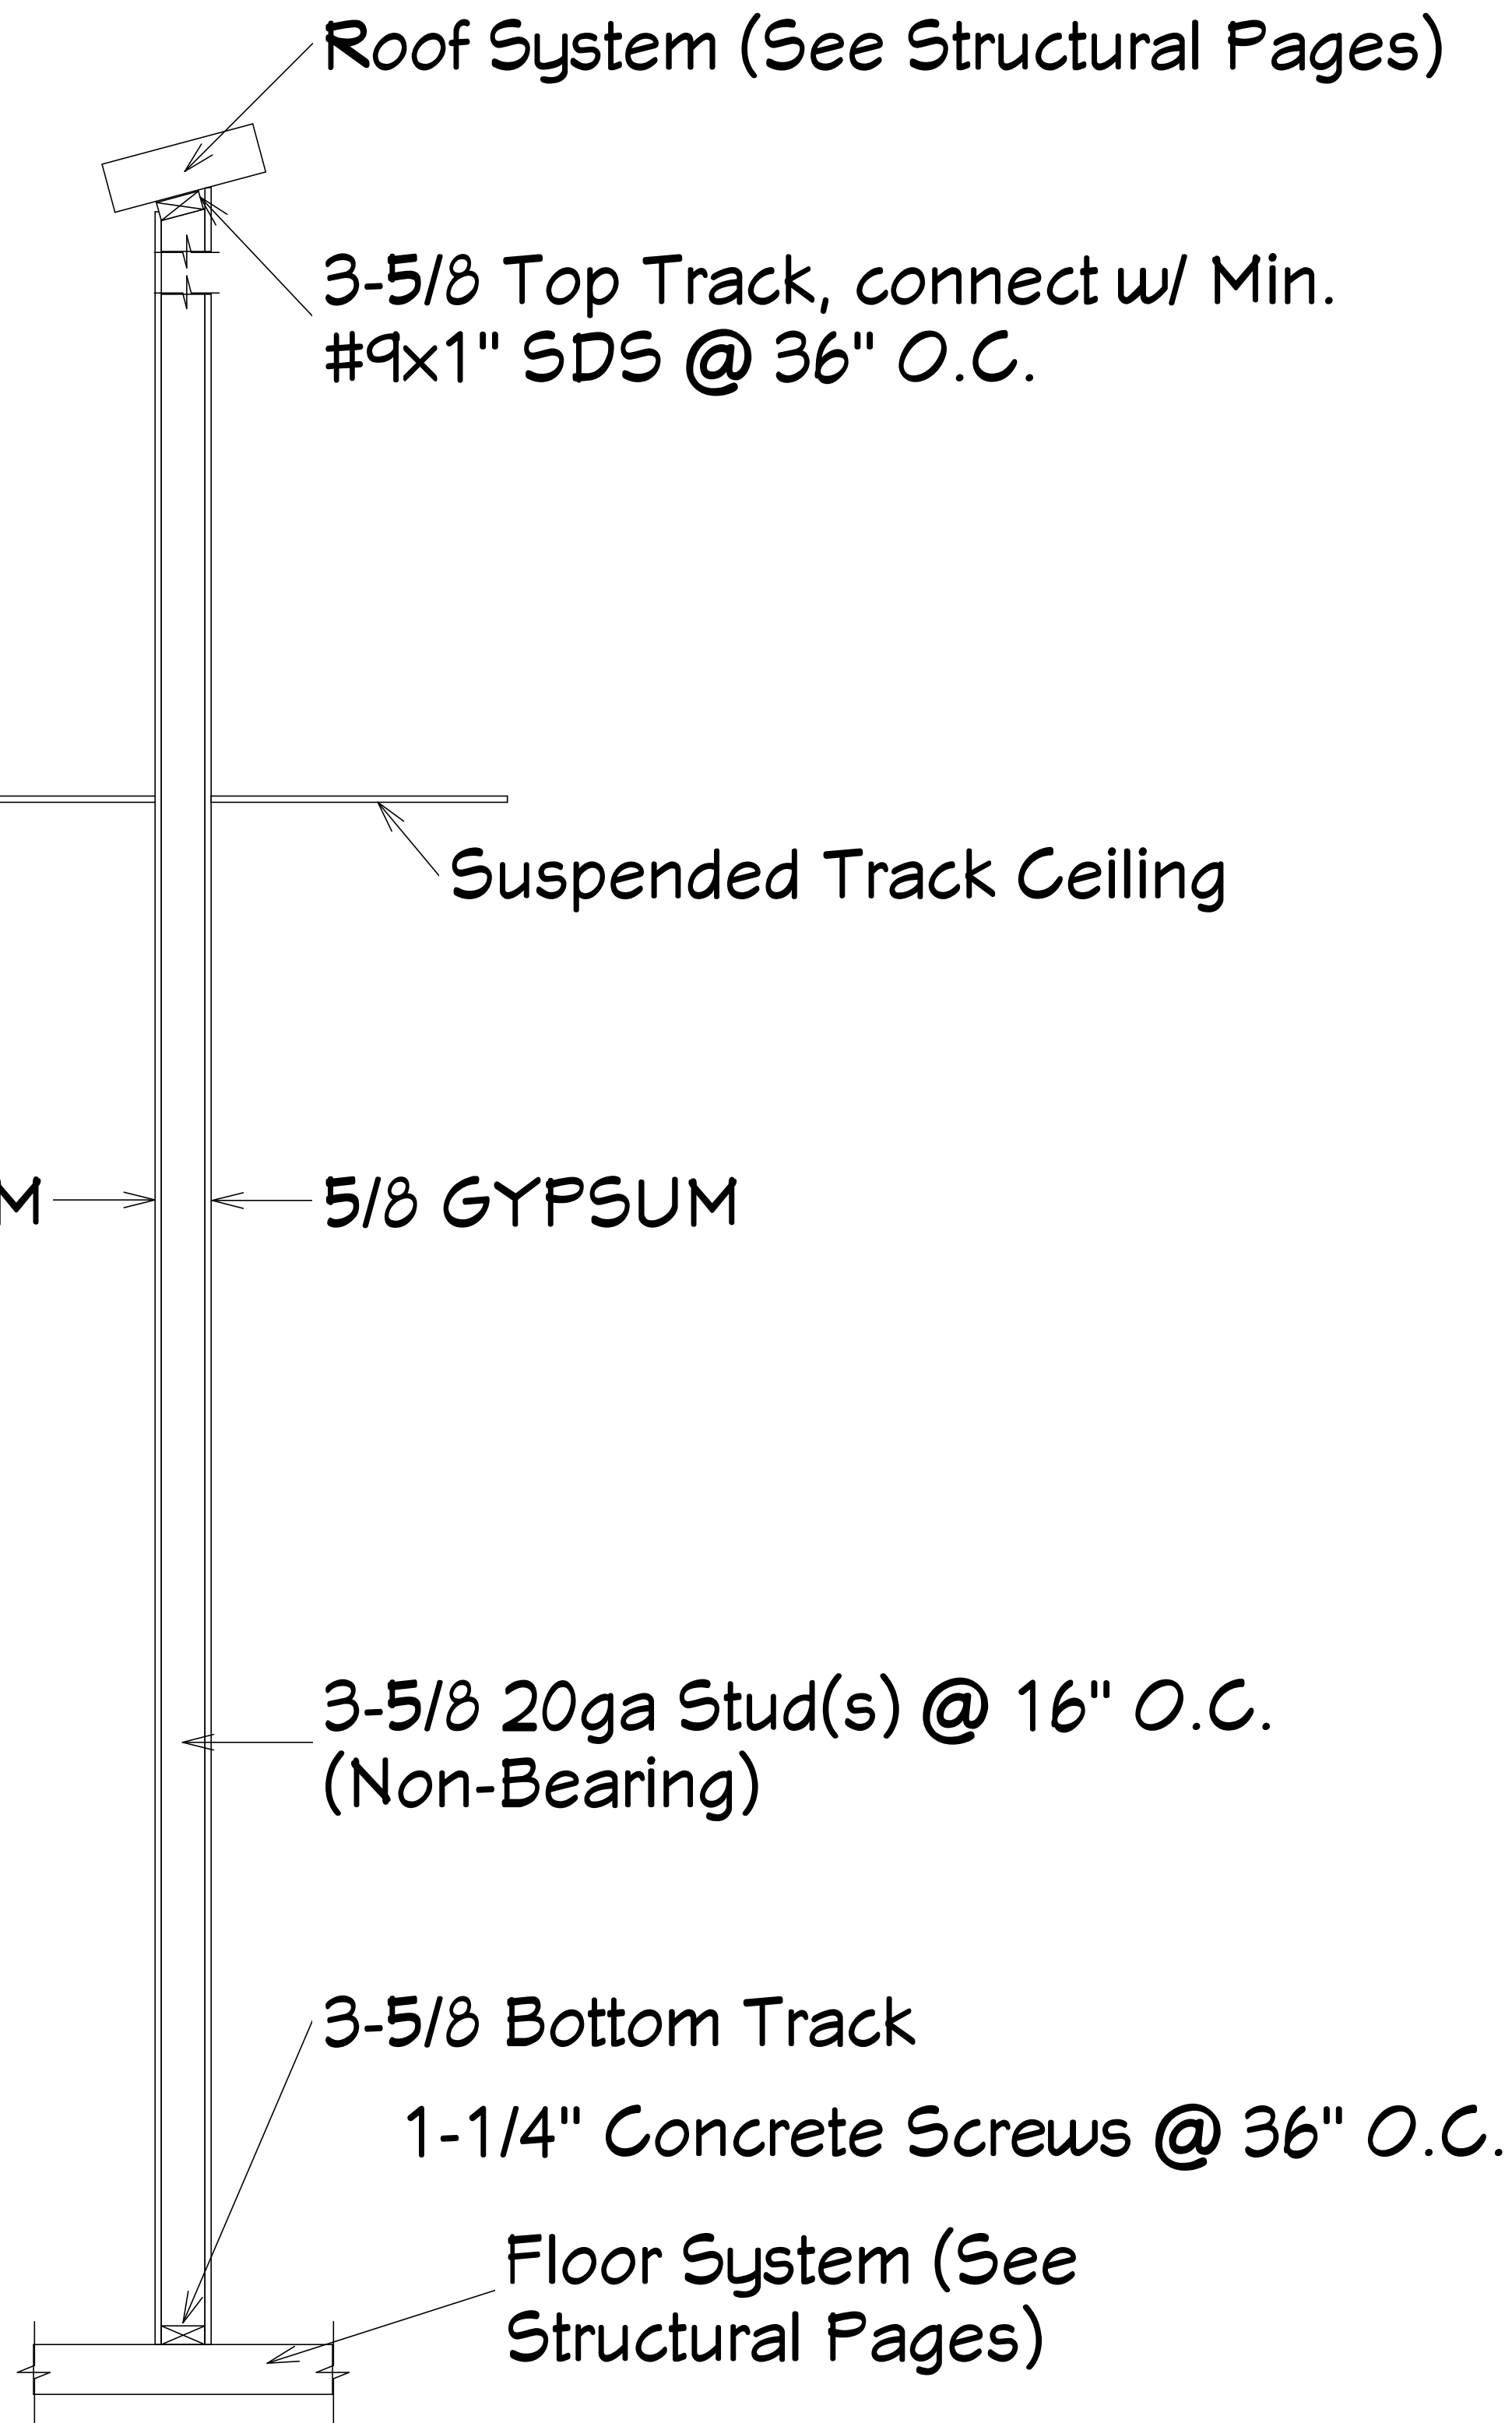 Roof System (See Structural Pages)
3-5/8 Top Track, connect w/ Min.
#9x1" SDS @ 36" O.C.
Suspended Track Ceiling
M
5/8 GYPSUM
3-5/8 20ga Stud(s) @ 16" O.C.
(Non-Bearing)
3-5/8 Bottom Track
1-1/4" Concrete Screws @ 36" O.C.
Floor System (See
Structural Pages)